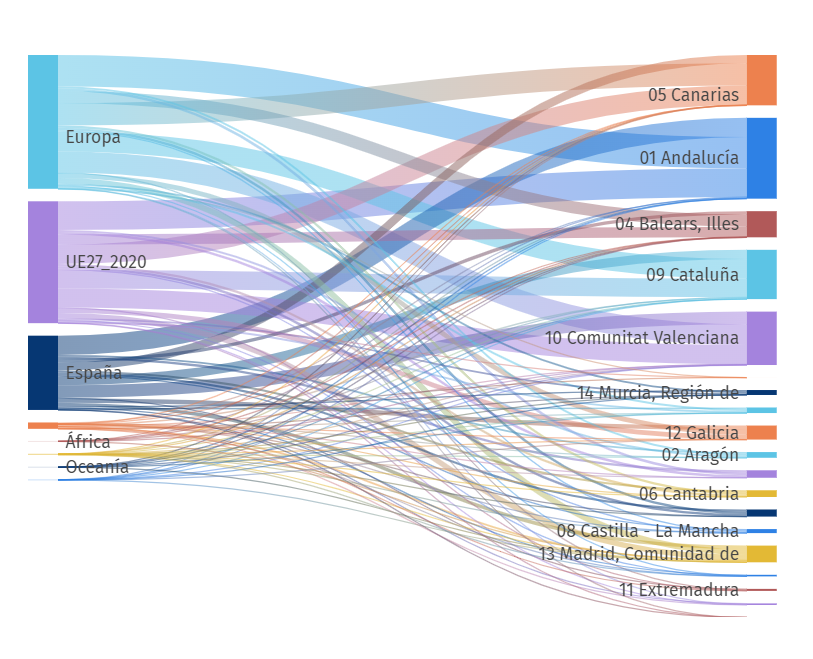 Europa
UE27_2020
España
África
Oceanía
05 Canarias
01 Andalucía
04 Balears, Illes
09 Cataluña
10 Comunitat Valenciana
14 Murcia, Región de
12 Galicia
02 Aragón
06 Cantabria
08 Castilla - La Mancha
13 Madrid, Comunidad de
11 Extremadura